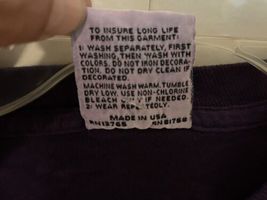 TO INSURE LONG LIFE
FROM THIS GARMENT:
1: WASH SEPARATELY, FIRST
WASHING, THEN WASH WITH
COLORS. DO NOT IRON DECORA-
TION. DO NOT DRY CLEAN IF
DECORATED.
MACHINE WASH WARM, TUMBLE
DRY LOW. USE NON-CHLORINE
BLEACH ONLY IF NEEDED.
2: WEAR REPEATEDLY.
MADE IN USA
RN13765 RN51768